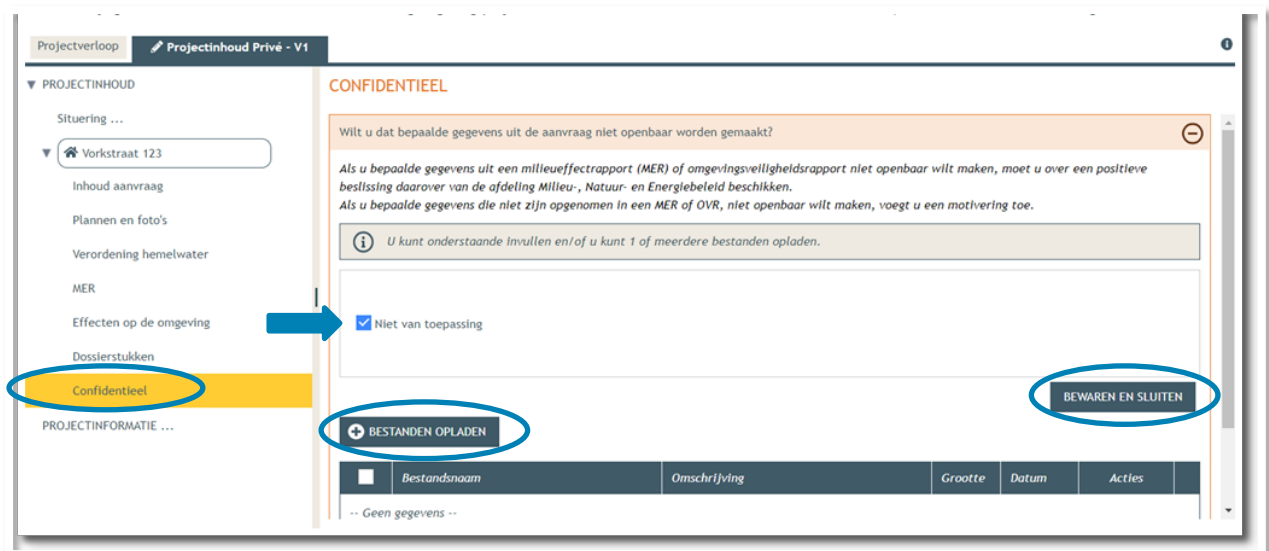 Projectverloop
Projectinhoud Privé - V1
PROJECTINHOUD
Situering ...
Vorkstraat 123
Inhoud aanvraag
Plannen en foto's
Verordening hemelwater
MER
Effecten op de omgeving
Dossierstukken
Confidentieel
PROJECTINFORMATIE ...
CONFIDENTIEEL
Wilt u dat bepaalde gegevens uit de aanvraag niet openbaar worden gemaakt?
Als u bepaalde gegevens uit een milieueffectrapport (MER) of omgevingsveiligheidsrapport niet openbaar wilt maken, moet u over een positieve
beslissing daarover van de afdeling Milieu-, Natuur- en Energiebeleid beschikken.
Als u bepaalde gegevens die niet zijn opgenomen in een MER of OVR, niet openbaar wilt maken, voegt u een motivering toe.
U kunt onderstaande invullen en/of u kunt 1 of meerdere bestanden opladen.
Niet van toepassing
BEWAREN EN SLUITEN
BESTANDEN OPLADEN
Bestandsnaam Omschrijving Grootte Datum Acties
-- Geen gegevens --